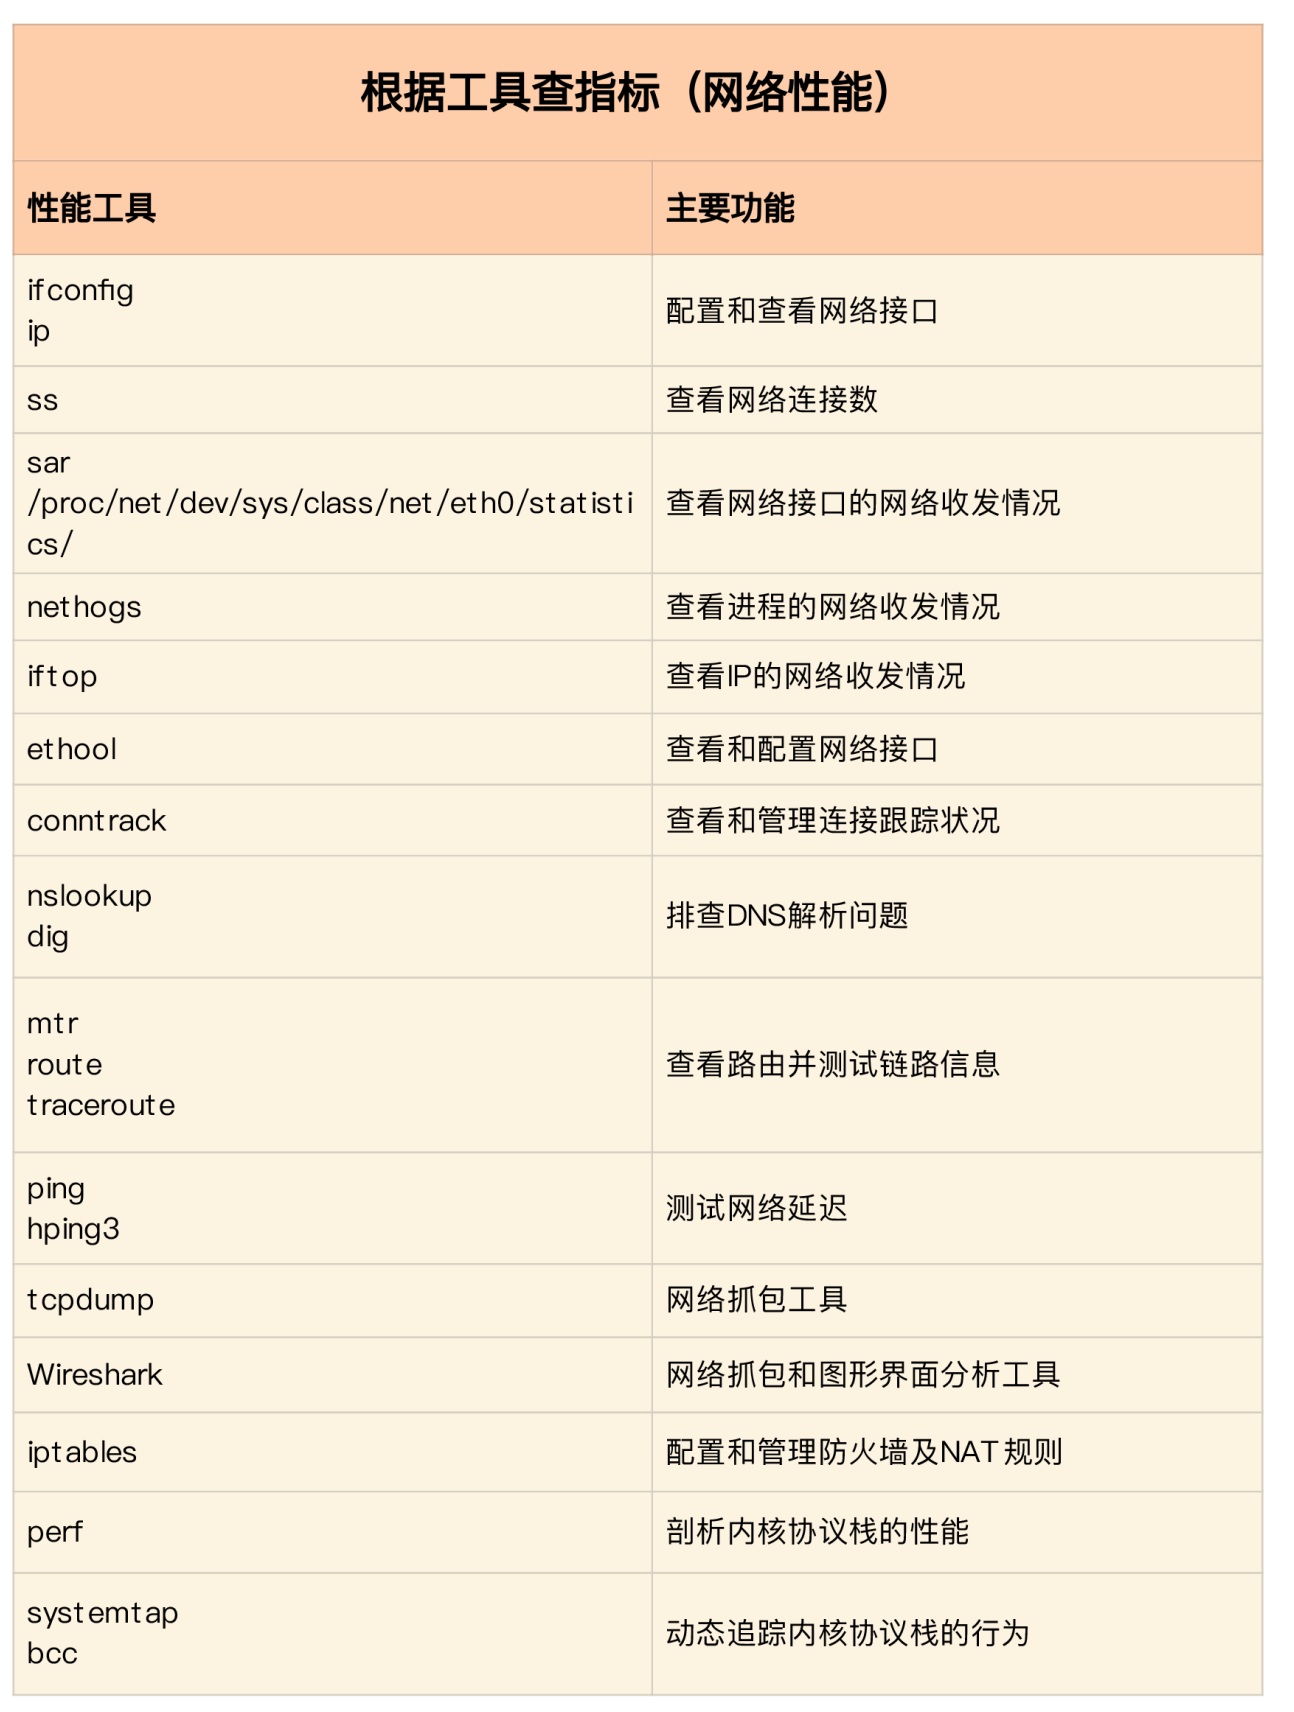 根据工具查指标（网络性能）
性能工具
主要功能
ifconfig
ip
配置和查看网络接口
ss
查看网络连接数
sar
/proc/net/dev/sys/class/net/eth0/statisti
cs/
查看网络接口的网络收发情况
nethogs
查看进程的网络收发情况
iftop
查看IP的网络收发情况
ethool
查看和配置网络接口
conntrack
查看和管理连接跟踪状况
nslookup
dig
排查DNS解析问题
mtr
route
traceroute
查看路由并测试链路信息
ping
hping3
测试网络延迟
tcpdump
网络抓包工具
Wireshark
网络抓包和图形界面分析工具
iptables
配置和管理防火墙及NAT规则
perf
剖析内核协议栈的性能
systemtap
bcc
动态追踪内核协议栈的行为